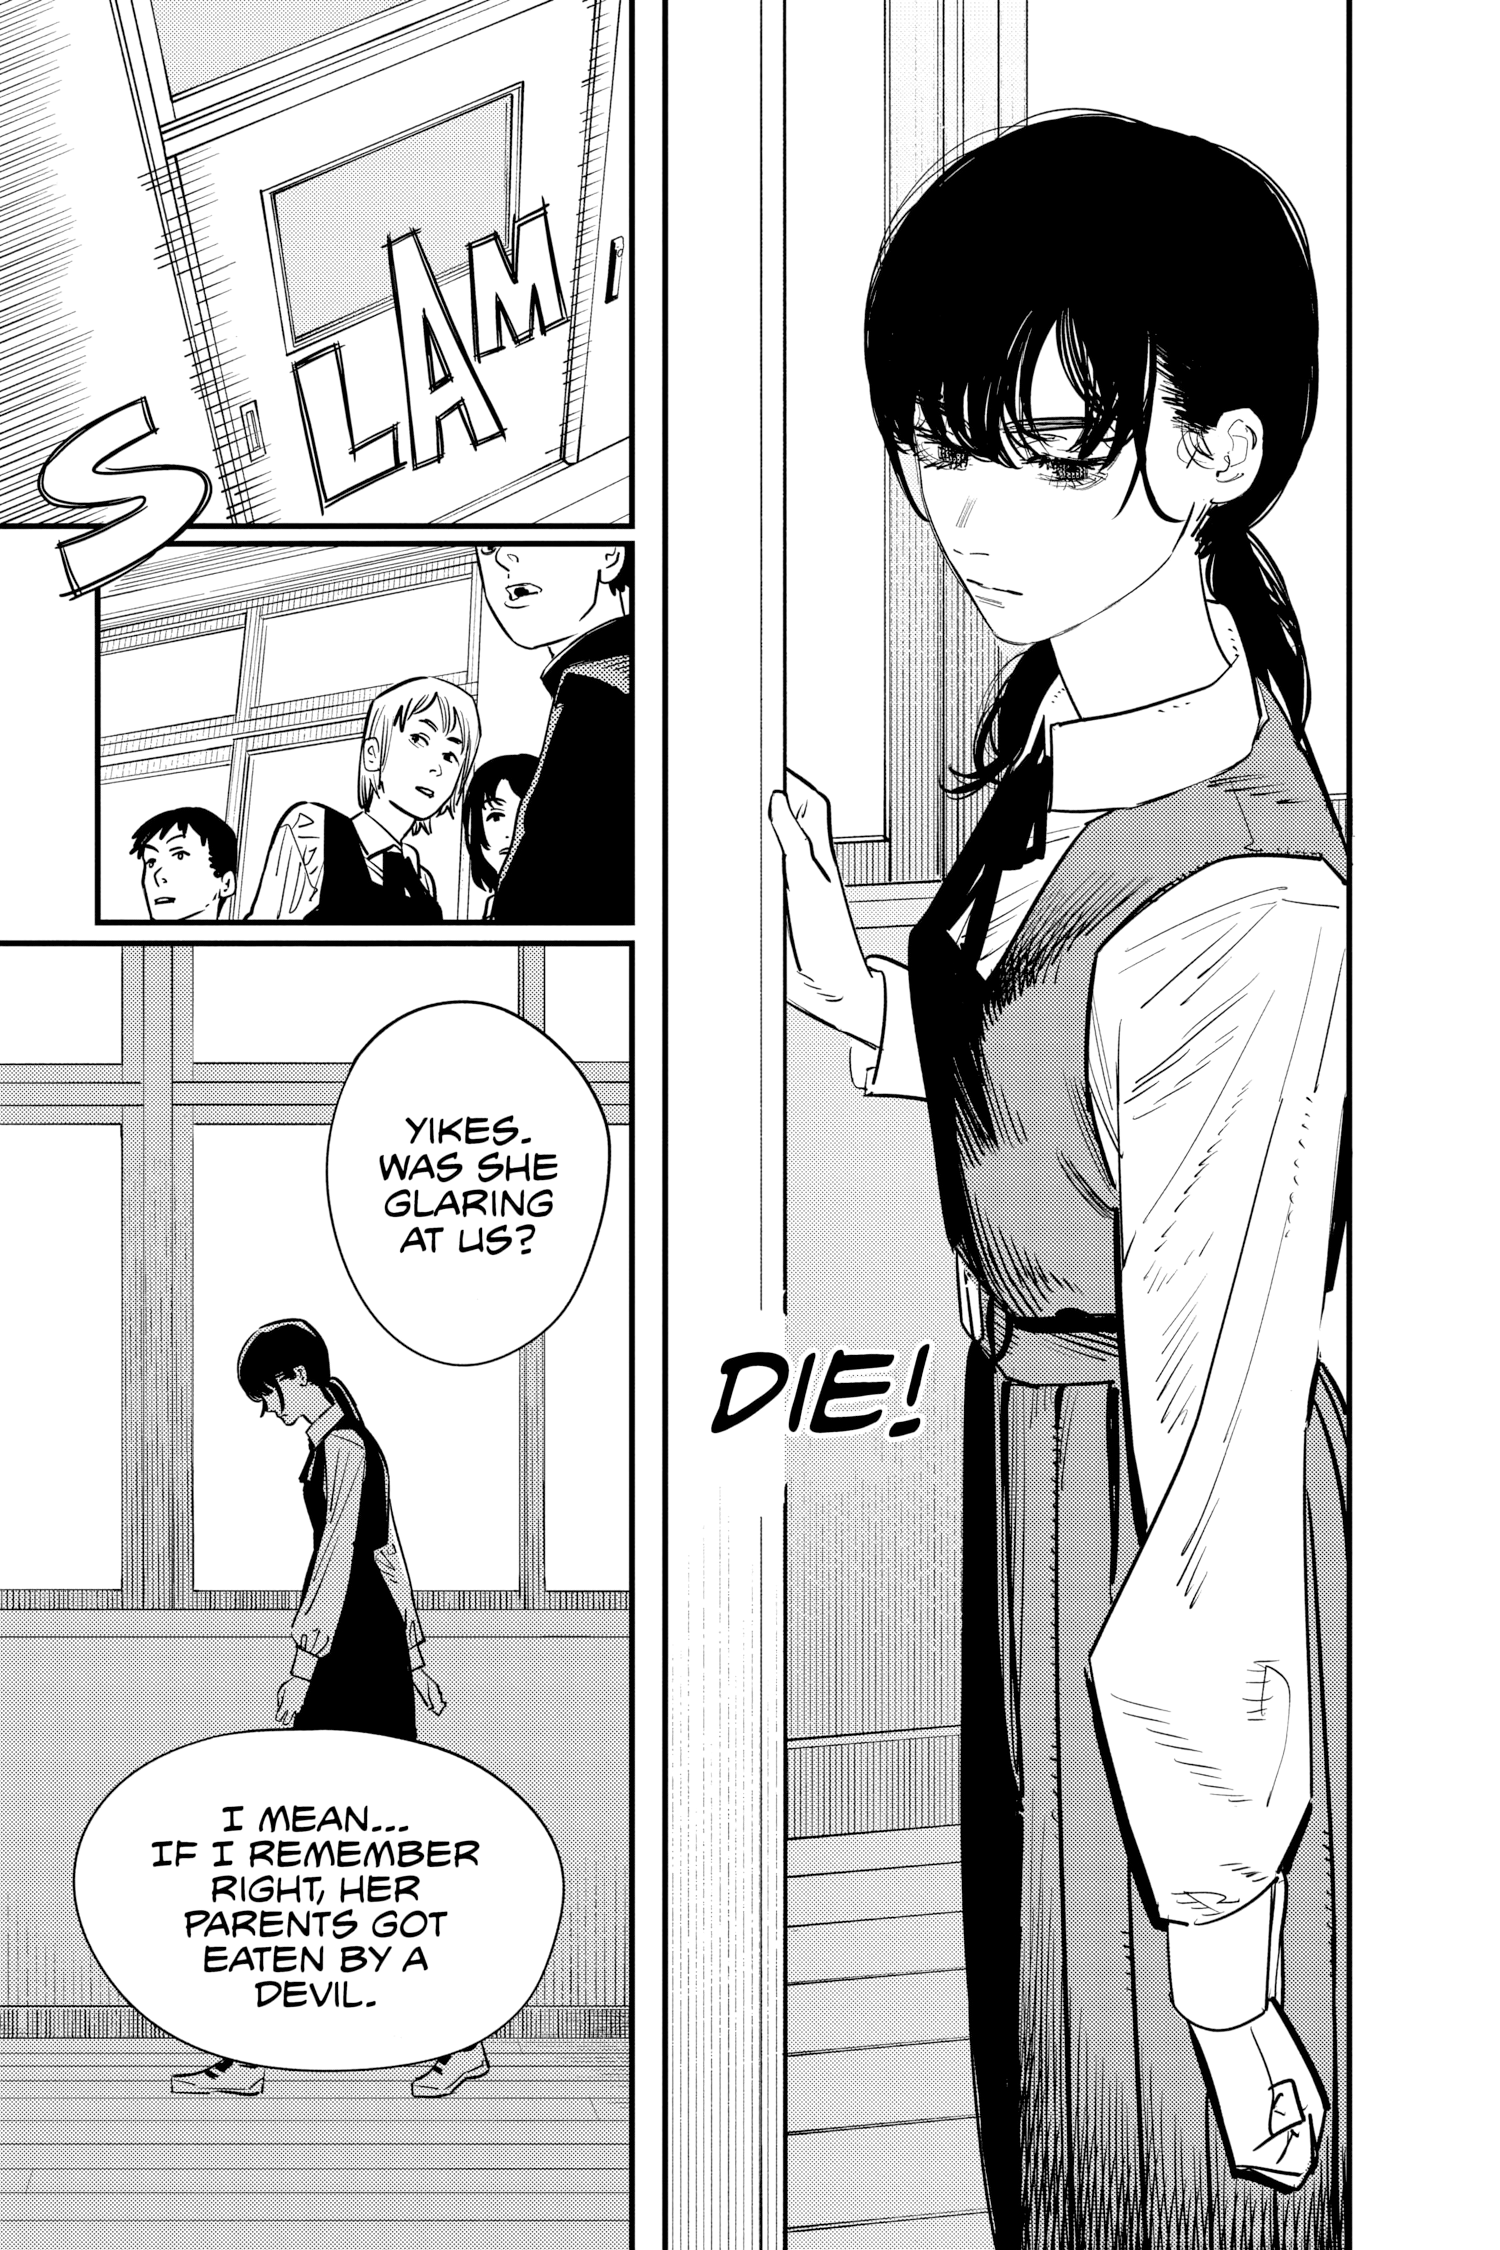 DIE!
SLAM
YIKES.
WAS SHE
GLARING
AT US?
I MEAN...
IF I REMEMBER
RIGHT, HER
PARENTS GOT
EATEN BY A
DEVIL.